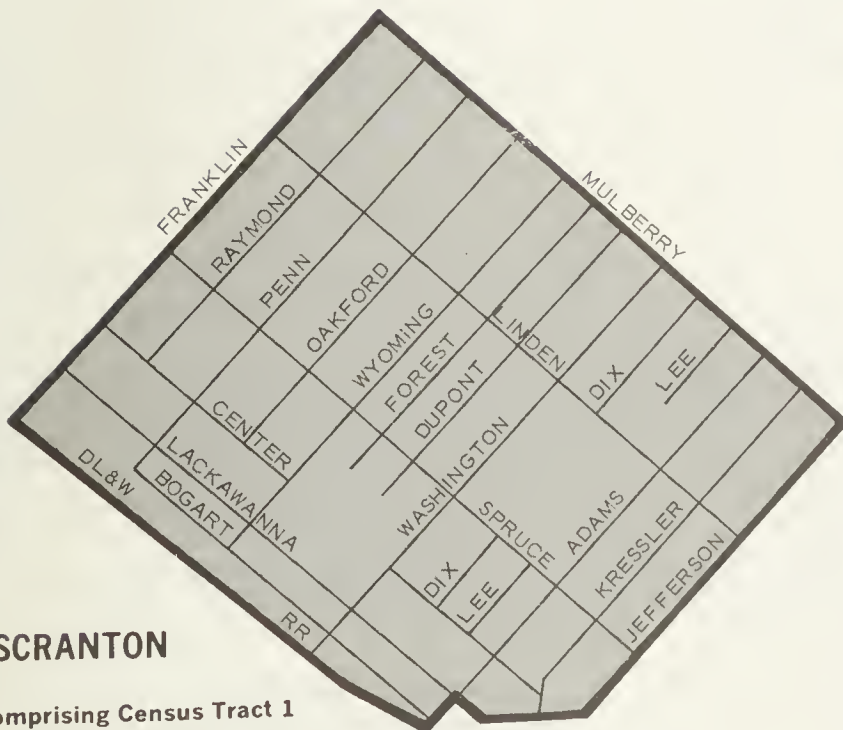 FRANKLIN
MULBERRY
RAYMOND
PENN
OAKFORD
WYOMING
FOREST
DUPONT
LINDEN
DIX
LEE
WASHINGTON
CENTER
LACKAWANNA
BOGART
DL&W
RR
SPRUCE
ADAMS
DIX
LEE
KRESSLER
JEFFERSON
SCRANTON
omprising Census Tract 1